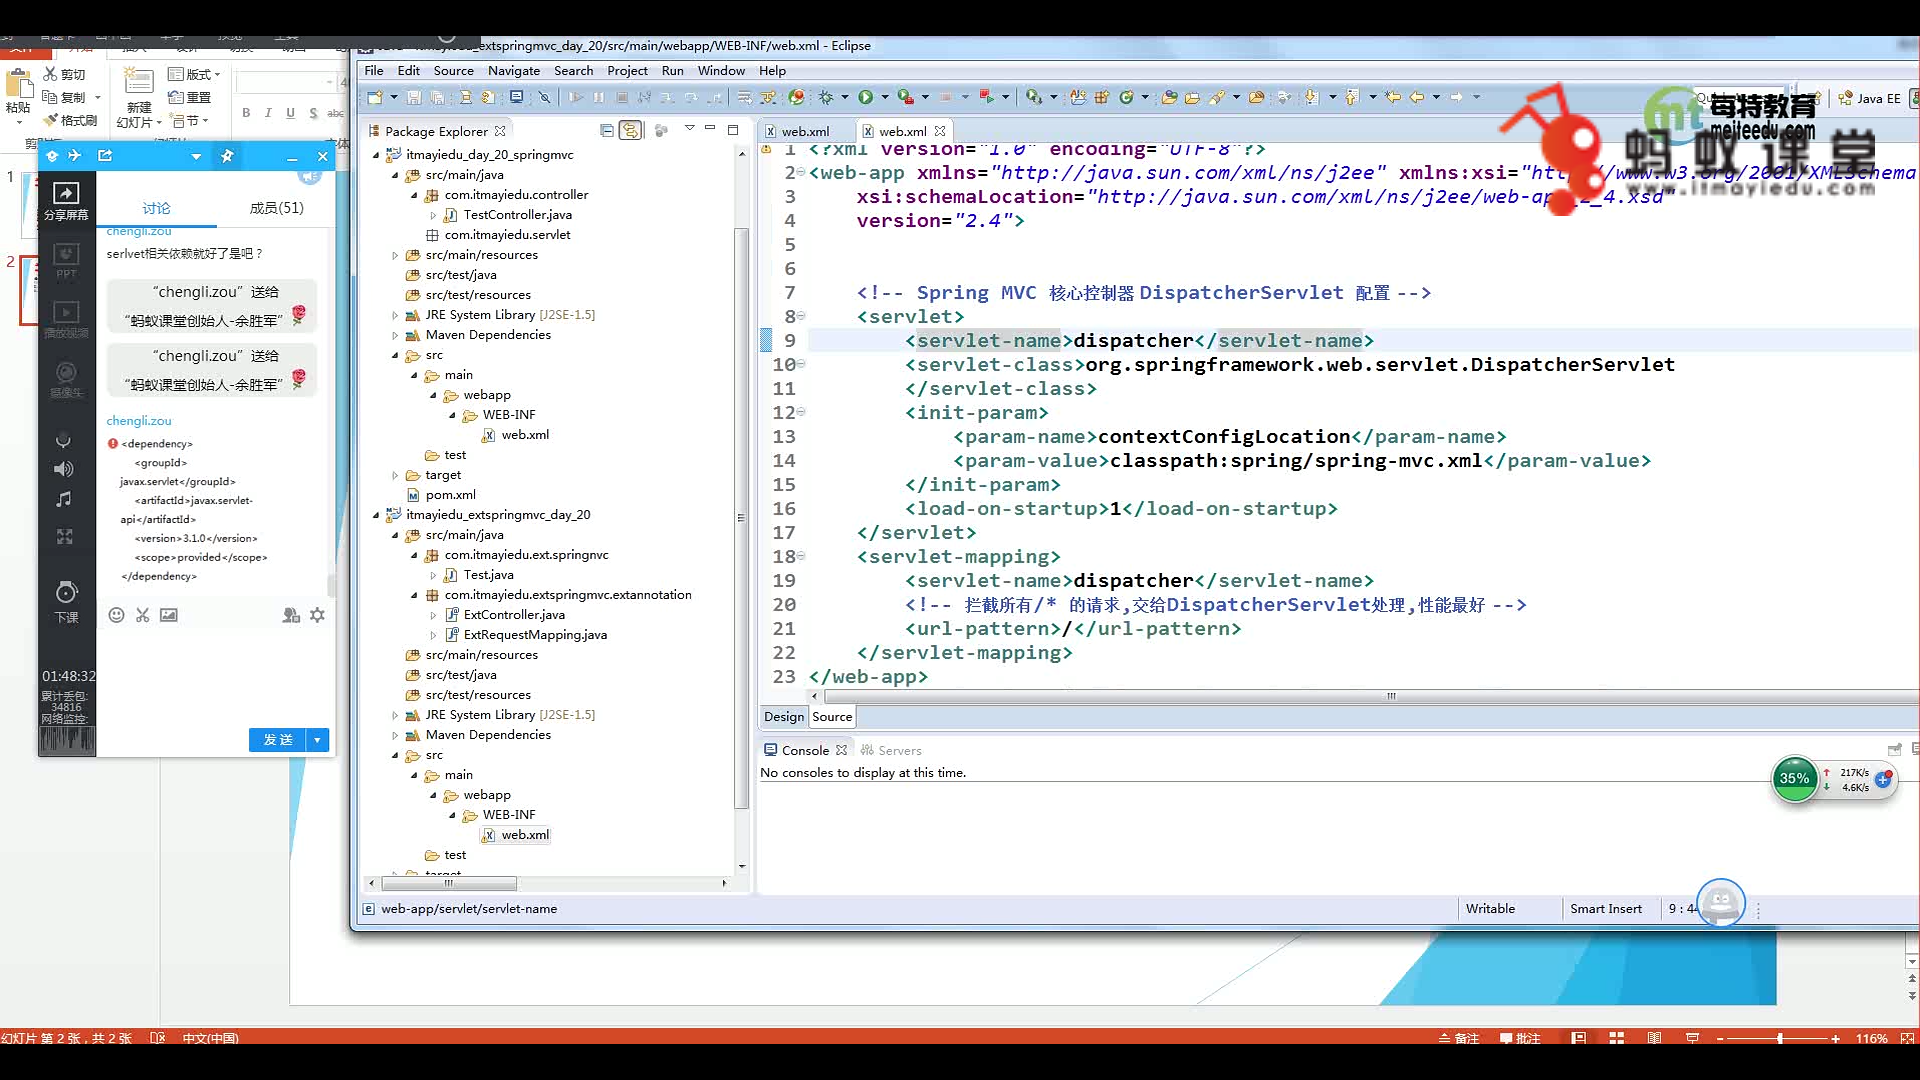 extspringmvc_day_20/src/main/webapp/WEB-INF/web.xml - Eclipse
File Edit Source Navigate Search Project Run Window Help
剪切
复制
格式刷
粘贴
新建
幻灯片
版式
重置
节
B I U S abc
Java EE
每特教育
meiteedu.com
蚂蚁课堂
www.itmayiedu.com
1
2
分享屏幕
PPT
播放视频
摄像头
下课
01:48:32
累计丢包:
34816
网络监控:
讨论
成员(51)
chengli.zou
serlvet相关依赖就好了是吧？
“chengli.zou”送给
“蚂蚁课堂创始人-余胜军”
“chengli.zou”送给
“蚂蚁课堂创始人-余胜军”
chengli.zou
<dependency>
<groupId>
javax.servlet</groupId>
<artifactId>javax.servlet-
api</artifactId>
<version>3.1.0</version>
<scope>provided</scope>
</dependency>
发送
Package Explorer
itmayiedu_day_20_springmvc
src/main/java
com.itmayiedu.controller
TestController.java
com.itmayiedu.servlet
src/main/resources
src/test/java
src/test/resources
JRE System Library [J2SE-1.5]
Maven Dependencies
src
main
webapp
WEB-INF
web.xml
test
target
pom.xml
itmayiedu_extspringmvc_day_20
src/main/java
com.itmayiedu.ext.springnvc
Test.java
com.itmayiedu.extspringmvc.extannotation
ExtController.java
ExtRequestMapping.java
src/main/resources
src/test/java
src/test/resources
JRE System Library [J2SE-1.5]
Maven Dependencies
src
main
webapp
WEB-INF
web.xml
test
target
web.xml
web.xml
1 <?xml version="1.0" encoding="UTF-8"?>
2 <web-app xmlns="http://java.sun.com/xml/ns/j2ee" xmlns:xsi="http://www.w3.org/2001/XMLSchema
3 xsi:schemaLocation="http://java.sun.com/xml/ns/j2ee/web-app_2_4.xsd"
4 version="2.4">
5
6
7 <!-- Spring MVC 核心控制器 DispatcherServlet 配置 -->
8 <servlet>
9 <servlet-name>dispatcher</servlet-name>
10 <servlet-class>org.springframework.web.servlet.DispatcherServlet
11 </servlet-class>
12 <init-param>
13 <param-name>contextConfigLocation</param-name>
14 <param-value>classpath:spring/spring-mvc.xml</param-value>
15 </init-param>
16 <load-on-startup>1</load-on-startup>
17 </servlet>
18 <servlet-mapping>
19 <servlet-name>dispatcher</servlet-name>
20 <!-- 拦截所有/* 的请求,交给DispatcherServlet处理,性能最好 -->
21 <url-pattern>/</url-pattern>
22 </servlet-mapping>
23 </web-app>
Design Source
Console Servers
No consoles to display at this time.
35%
217K/s
4.6K/s
web-app/servlet/servlet-name
Writable
Smart Insert
9 : 44
幻灯片 第 2 张，共 2 张
中文(中国)
备注
批注
116%